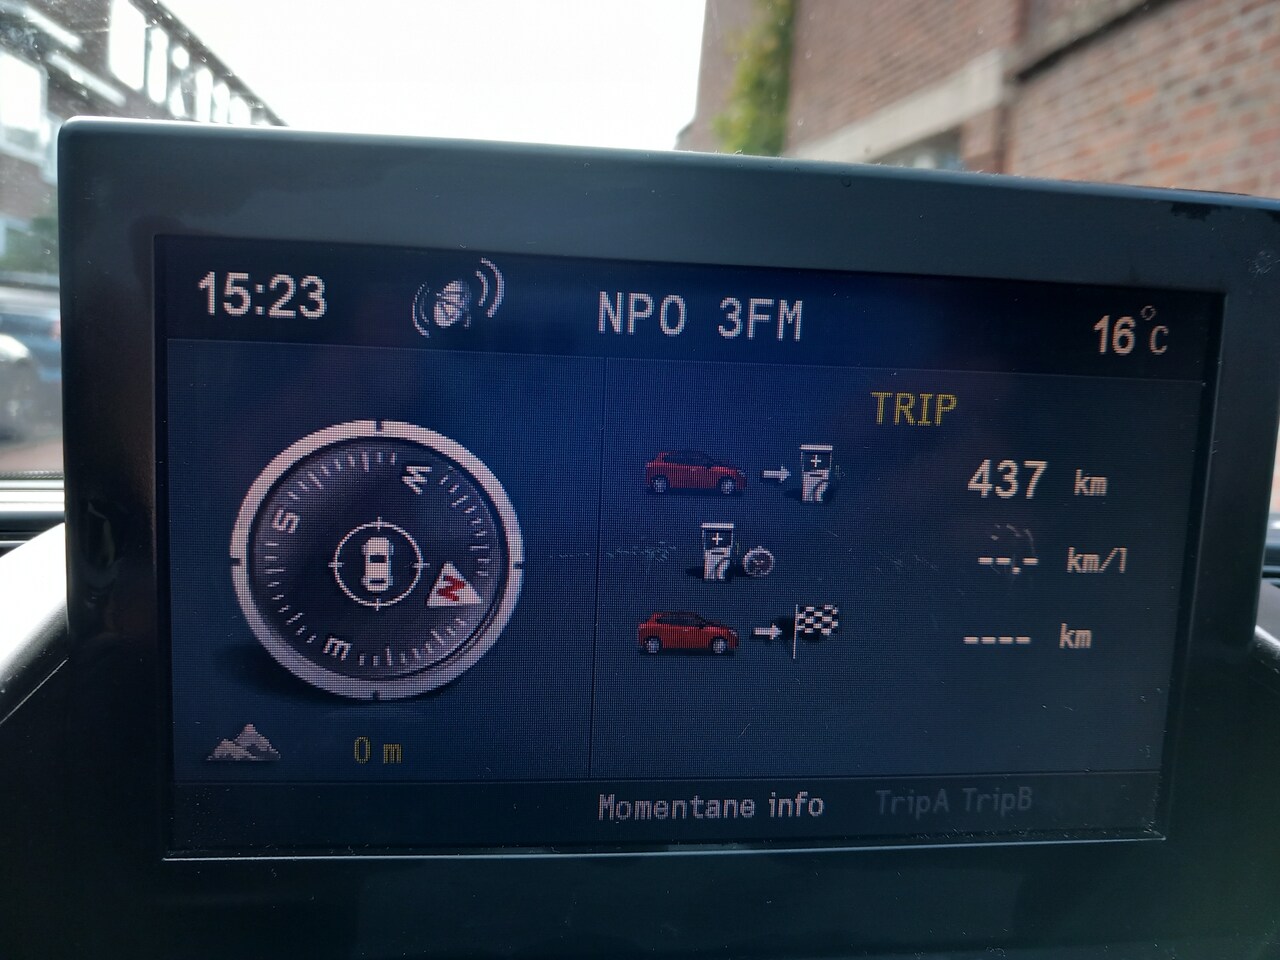 15:23 NPO 3FM 16°C
TRIP
W
S
N
E
437 km
--.- km/l
---- km
0 m
Momentane info TripA TripB